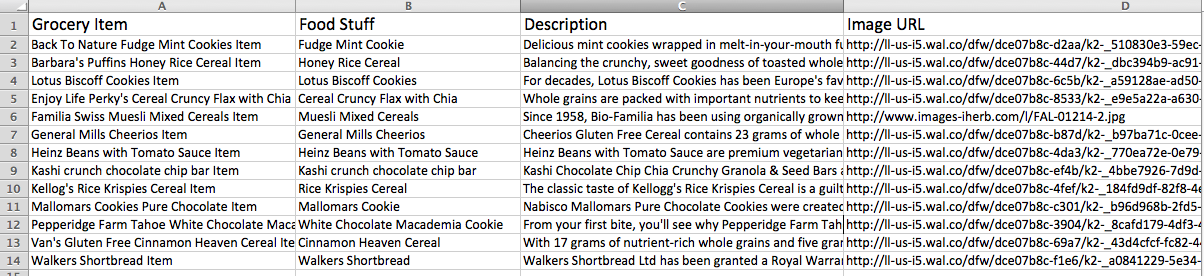 A B C D
1 Grocery Item Food Stuff Description Image URL
2 Back To Nature Fudge Mint Cookies Item Fudge Mint Cookie Delicious mint cookies wrapped in melt-in-your-mouth fu http://ll-us-i5.wal.co/dfw/dce07b8c-d2aa/k2-_510830e3-59ec-
3 Barbara's Puffins Honey Rice Cereal Item Honey Rice Cereal Balancing the crunchy, sweet goodness of toasted whole http://ll-us-i5.wal.co/dfw/dce07b8c-44d7/k2-_dbc394b9-ac91-
4 Lotus Biscoff Cookies Item Lotus Biscoff Cookies For decades, Lotus Biscoff Cookies has been Europe's fav http://ll-us-i5.wal.co/dfw/dce07b8c-6c5b/k2-_a59128ae-ad50-
5 Enjoy Life Perky's Cereal Cruncy Flax with Chia Cereal Cruncy Flax with Chia Whole grains are packed with important nutrients to kee http://ll-us-i5.wal.co/dfw/dce07b8c-8533/k2-_e9e5a22a-a630-
6 Familia Swiss Muesli Mixed Cereals Item Muesli Mixed Cereals Since 1958, Bio-Familia has been using organically grown http://www.images-iherb.com/l/FAL-01214-2.jpg
7 General Mills Cheerios Item General Mills Cheerios Cheerios Gluten Free Cereal contains 23 grams of whole http://ll-us-i5.wal.co/dfw/dce07b8c-b87d/k2-_b97ba71c-0cee-
8 Heinz Beans with Tomato Sauce Item Heinz Beans with Tomato Sauce Heinz Beans with Tomato Sauce are premium vegetarian http://ll-us-i5.wal.co/dfw/dce07b8c-4da3/k2-_770ea72e-0e79-
9 Kashi crunch chocolate chip bar Item Kashi crunch chocolate chip bar Kashi Chocolate Chip Chia Crunchy Granola & Seed Bars a http://ll-us-i5.wal.co/dfw/dce07b8c-ef4b/k2-_4bbe7926-7d9d-
10 Kellog's Rice Krispies Cereal Item Rice Krispies Cereal The classic taste of Kellogg's Rice Krispies Cereal is a guilt http://ll-us-i5.wal.co/dfw/dce07b8c-4fef/k2-_184fd9df-82f8-4e
11 Mallomars Cookies Pure Chocolate Item Mallomars Cookie Nabisco Mallomars Pure Chocolate Cookies were created http://ll-us-i5.wal.co/dfw/dce07b8c-c301/k2-_b96d968b-2fd5-
12 Pepperidge Farm Tahoe White Chocolate Maca White Chocolate Macademia Cookie From your first bite, you'll see why Pepperidge Farm Tah http://ll-us-i5.wal.co/dfw/dce07b8c-3904/k2-_8cafd179-4df3-4
13 Van's Gluten Free Cinnamon Heaven Cereal Ite Cinnamon Heaven Cereal With 17 grams of nutrient-rich whole grains and five gran http://ll-us-i5.wal.co/dfw/dce07b8c-69a7/k2-_43d4cfcf-fc82-4
14 Walkers Shortbread Item Walkers Shortbread Walkers Shortbread Ltd has been granted a Royal Warran http://ll-us-i5.wal.co/dfw/dce07b8c-f1e6/k2-_a0841229-5e34-